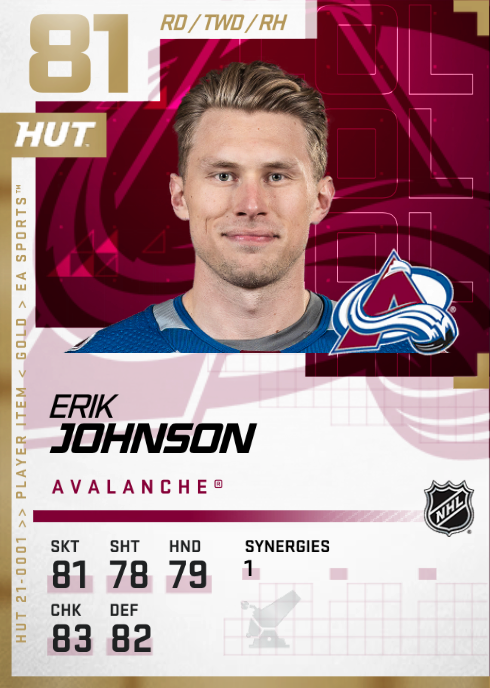 81
RD / TWD / RH
HUT™
HUT 21-0001 >> PLAYER ITEM < GOLD > EA SPORTS™
ERIK
JOHNSON
AVALANCHE®
NHL
SKT SHT HND SYNERGIES
81 78 79 1
CHK DEF
83 82